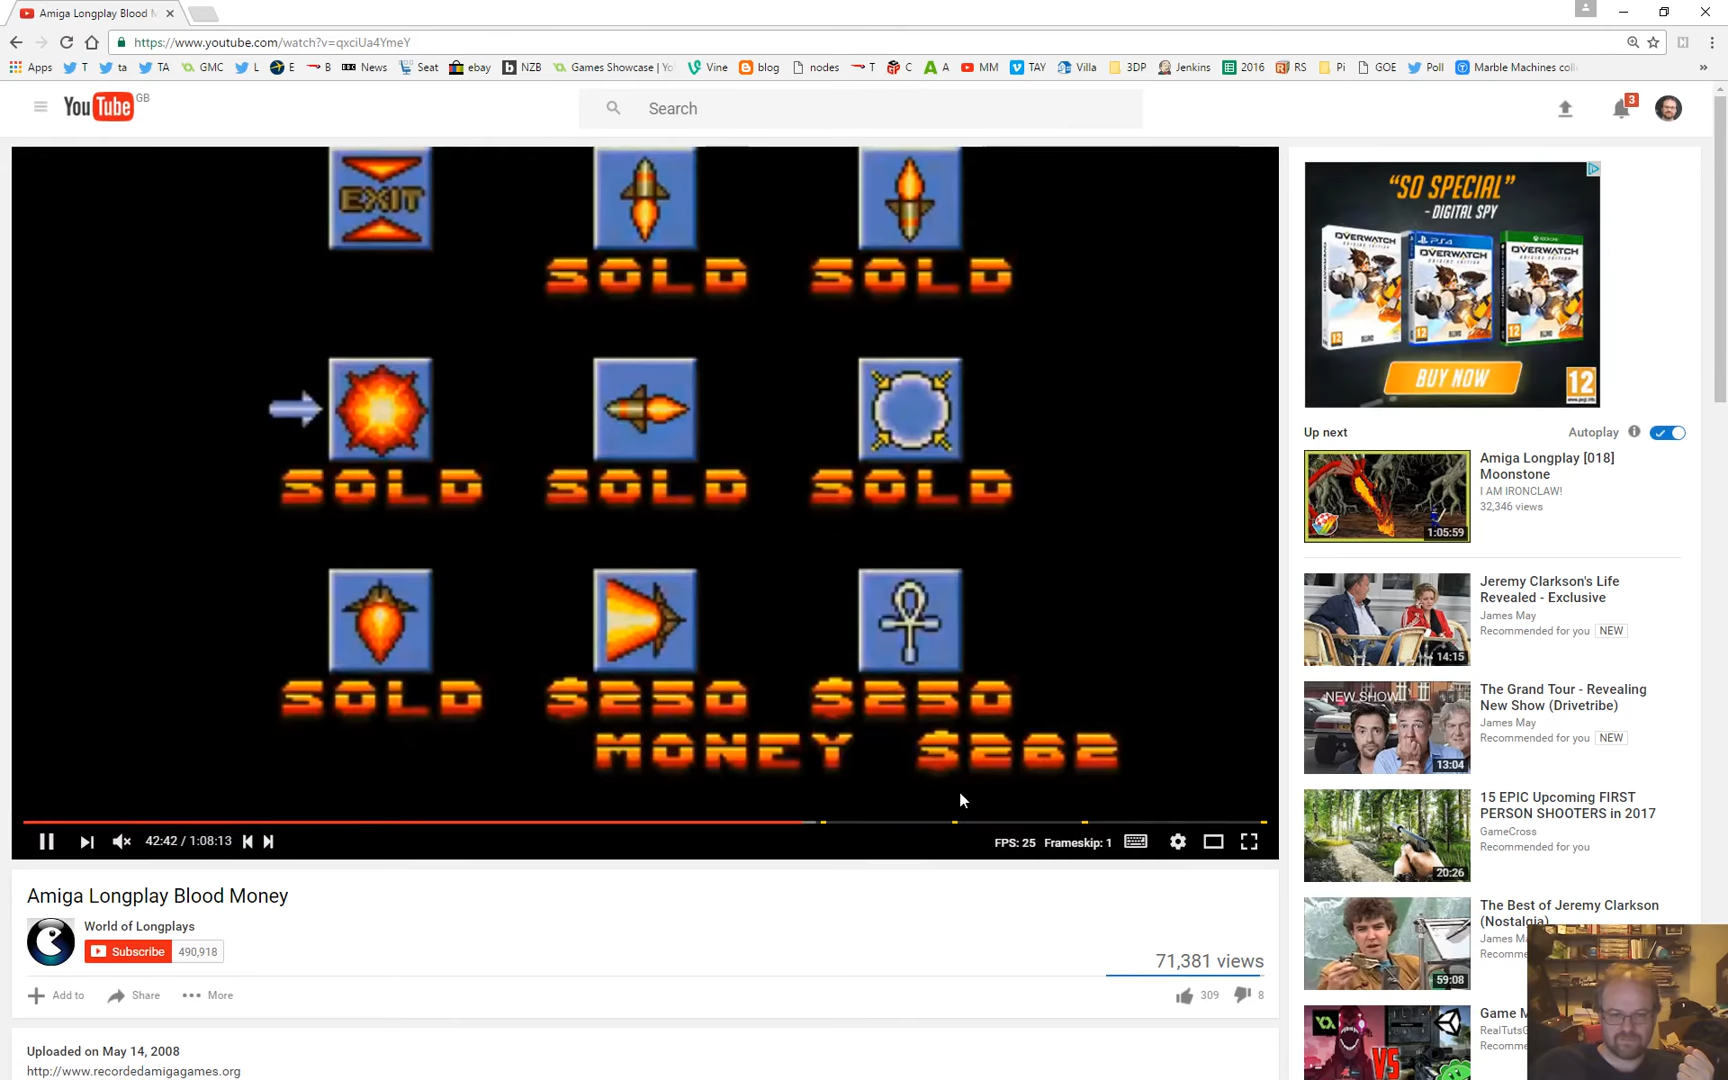 Amiga Longplay Blood M
https://www.youtube.com/watch?v=qxciUa4YmeY
Apps T ta TA GMC L E B News Seat ebay NZB Games Showcase | Yo Vine blog nodes T C A MM TAY Villa 3DP Jenkins 2016 RS Pi GOE Poll Marble Machines coll
YouTube GB
Search
3
EXIT
SOLD SOLD
SOLD SOLD SOLD
SOLD $250 $250
MONEY $262
42:42 / 1:08:13
FPS: 25 Frameskip: 1
Amiga Longplay Blood Money
World of Longplays
Subscribe 490,918
71,381 views
Add to Share More
309 8
Uploaded on May 14, 2008
http://www.recordedamigagames.org
"SO SPECIAL"
- DIGITAL SPY
OVERWATCH OVERWATCH OVERWATCH
BUY NOW
12
Up next
Autoplay
Amiga Longplay [018]
Moonstone
I AM IRONCLAW!
32,346 views
1:05:59
Jeremy Clarkson's Life
Revealed - Exclusive
James May
Recommended for you NEW
14:15
The Grand Tour - Revealing
New Show (Drivetribe)
James May
Recommended for you NEW
NEW SHOW
13:04
15 EPIC Upcoming FIRST
PERSON SHOOTERS in 2017
GameCross
Recommended for you
20:26
The Best of Jeremy Clarkson
(Nostalgia)
James Ma
Recomme
59:08
Game M
RealTutsG
Recomme
VS